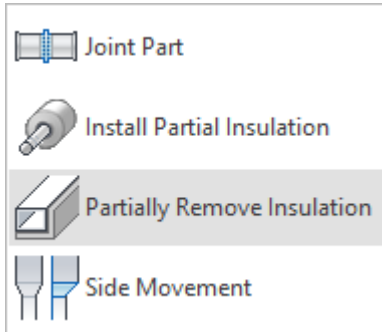 Joint Part
Install Partial Insulation
Partially Remove Insulation
Side Movement